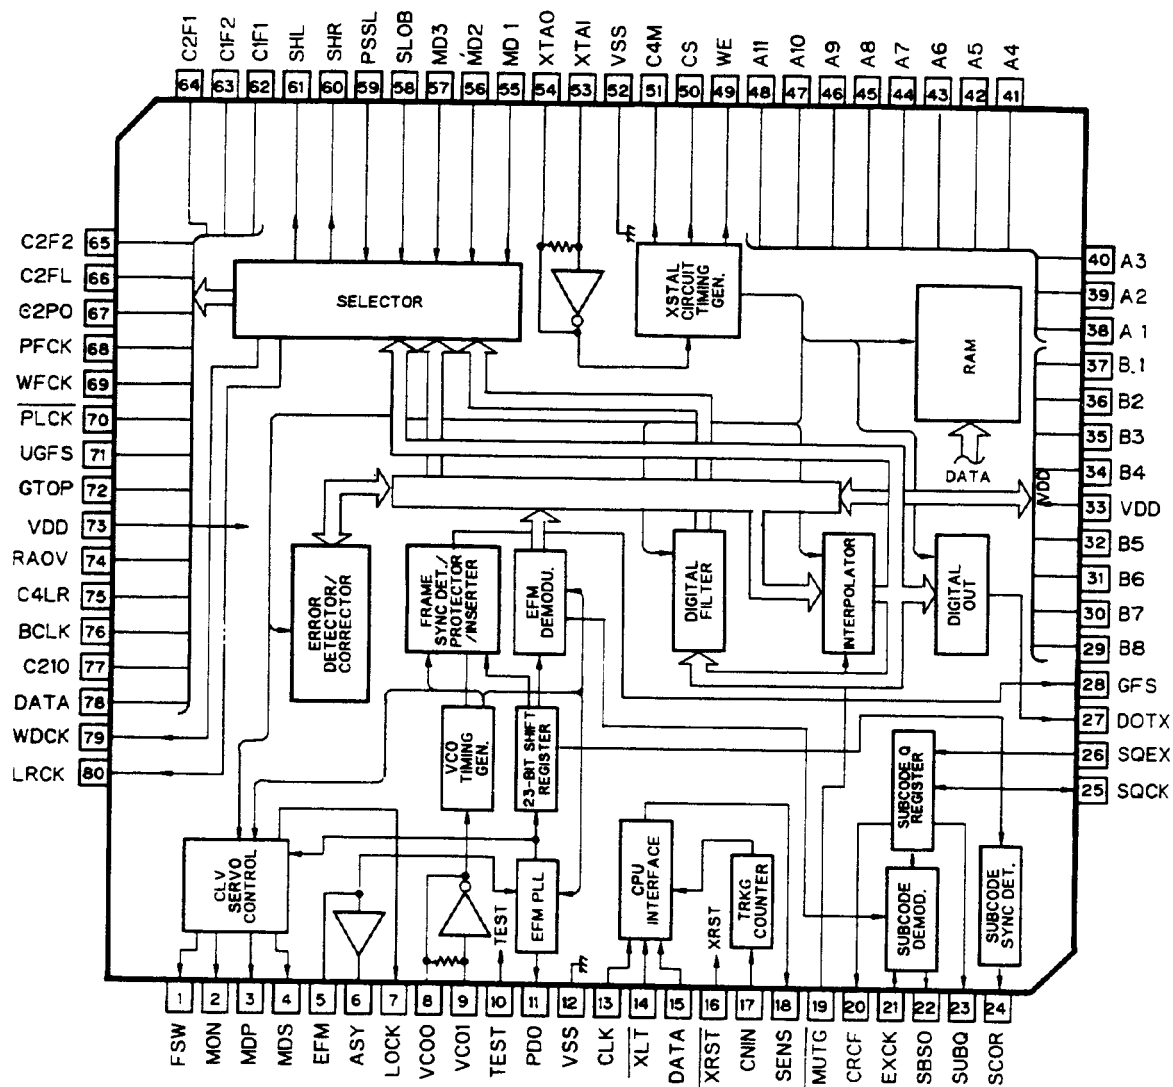 C2F1 C1F2 C1F1 SHL SHR PSSL SLOB MD3 MD2 MD1 XTAO XTAI VSS C4M CS WE A11 A10 A9 A8 A7 A6 A5 A4
64 63 62 61 60 59 58 57 56 55 54 53 52 51 50 49 48 47 46 45 44 43 42 41
C2F2 65
C2FL 66
C2PO 67
PFCK 68
WFCK 69
PLCK 70
UGFS 71
GTOP 72
VDD 73
RAOV 74
C4LR 75
BCLK 76
C210 77
DATA 78
WDCK 79
LRCK 80
40 A3
39 A2
38 A1
37 B.1
36 B2
35 B3
34 B4
33 VDD
32 B5
31 B6
30 B7
29 B8
28 GFS
27 DOTX
26 SQEX
25 SQCK
SELECTOR
XSTAL
CIRCUIT
TIMING
GEN.
RAM
DATA
VDD
ERROR
DETECTOR/
CORRECTOR
FRAME
SYNC DET./
PROTECTOR
/INSERTER
EFM
DEMODU.
DIGITAL
FILTER
INTERPOLATOR
DIGITAL
OUT
VCO
TIMING
GEN.
23-BIT SHIFT
REGISTER
SUBCODE Q
REGISTER
CLV
SERVO
CONTROL
TEST
EFM PLL
CPU
INTERFACE
XRST
TRKG
COUNTER
SUBCODE
DEMOD.
SUBCODE
SYNC DET.
1 2 3 4 5 6 7 8 9 10 11 12 13 14 15 16 17 18 19 20 21 22 23 24
FSW MON MDP MDS EFM ASY LOCK VCOO VCOI TEST PDO VSS CLK XLT DATA XRST CNIN SENS MUTG CRCF EXCK SBSO SUBQ SCOR